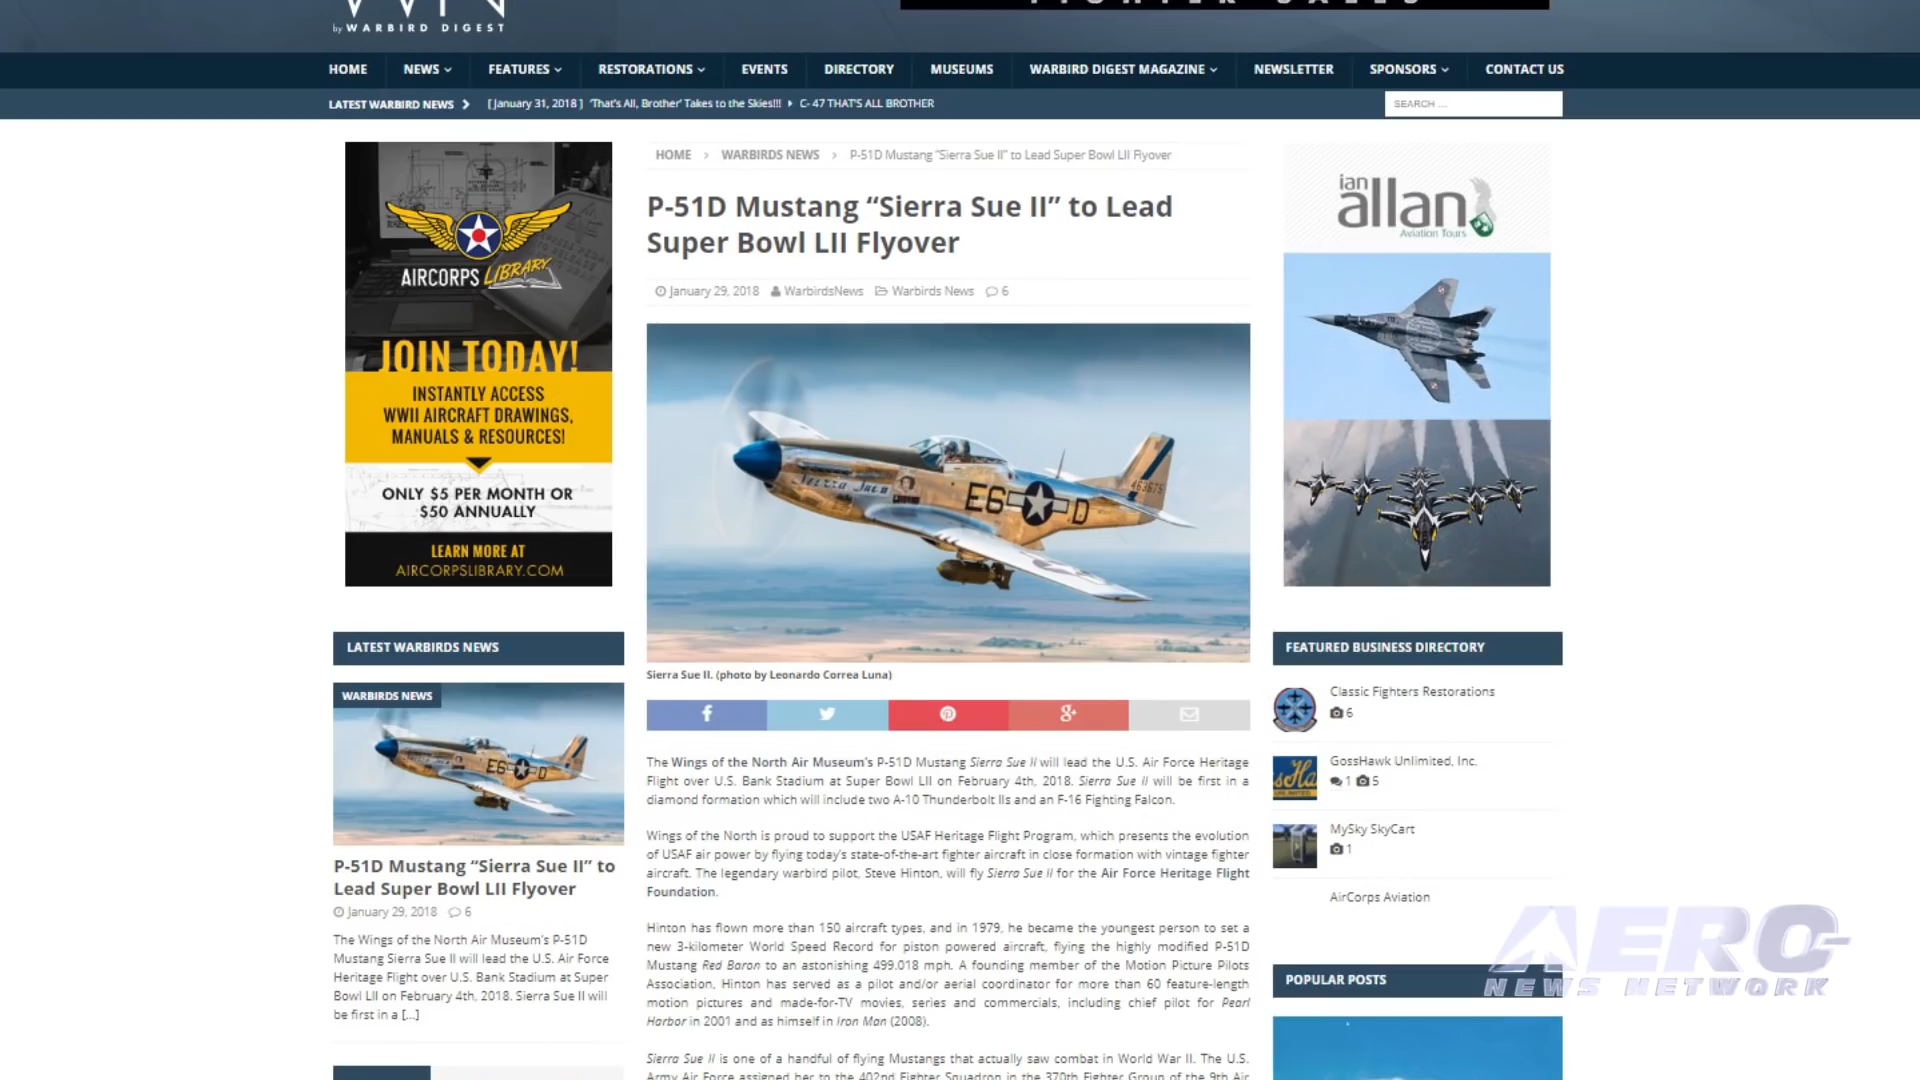 FIGHTER SALES
WIN
by WARBIRD DIGEST
HOME NEWS FEATURES RESTORATIONS EVENTS DIRECTORY MUSEUMS WARBIRD DIGEST MAGAZINE NEWSLETTER SPONSORS CONTACT US
LATEST WARBIRD NEWS [ January 31, 2018 ] 'That's All, Brother' Takes to the Skies!!! C- 47 THAT'S ALL BROTHER SEARCH ...
AIRCORPS LIBRARY
JOIN TODAY!
INSTANTLY ACCESS
WWII AIRCRAFT DRAWINGS,
MANUALS & RESOURCES!
ONLY $5 PER MONTH OR
$50 ANNUALLY
LEARN MORE AT
AIRCORPSLIBRARY.COM
LATEST WARBIRDS NEWS
WARBIRDS NEWS
E6 D
P-51D Mustang “Sierra Sue II” to
Lead Super Bowl LII Flyover
January 29, 2018 6
The Wings of the North Air Museum's P-51D
Mustang Sierra Sue II will lead the U.S. Air Force
Heritage Flight over U.S. Bank Stadium at Super
Bowl LII on February 4th, 2018. Sierra Sue II will
be first in a [...]
HOME > WARBIRDS NEWS > P-51D Mustang “Sierra Sue II” to Lead Super Bowl LII Flyover
P-51D Mustang “Sierra Sue II” to Lead
Super Bowl LII Flyover
January 29, 2018 WarbirdsNews Warbirds News 6
463675
E6 D
Sierra Sue II. (photo by Leonardo Correa Luna)
The Wings of the North Air Museum's P-51D Mustang Sierra Sue II will lead the U.S. Air Force Heritage
Flight over U.S. Bank Stadium at Super Bowl LII on February 4th, 2018. Sierra Sue II will be first in a
diamond formation which will include two A-10 Thunderbolt IIs and an F-16 Fighting Falcon.
Wings of the North is proud to support the USAF Heritage Flight Program, which presents the evolution
of USAF air power by flying today's state-of-the-art fighter aircraft in close formation with vintage fighter
aircraft. The legendary warbird pilot, Steve Hinton, will fly Sierra Sue II for the Air Force Heritage Flight
Foundation.
Hinton has flown more than 150 aircraft types, and in 1979, he became the youngest person to set a
new 3-kilometer World Speed Record for piston powered aircraft, flying the highly modified P-51D
Mustang Red Baron to an astonishing 499.018 mph. A founding member of the Motion Picture Pilots
Association, Hinton has served as a pilot and/or aerial coordinator for more than 60 feature-length
motion pictures and made-for-TV movies, series and commercials, including chief pilot for Pearl
Harbor in 2001 and as himself in Iron Man (2008).
Sierra Sue II is one of a handful of flying Mustangs that actually saw combat in World War II. The U.S.
Army Air Force assigned her to the 402nd Fighter Squadron in the 370th Fighter Group of the 9th Air
ian
allan
Aviation Tours
FEATURED BUSINESS DIRECTORY
Classic Fighters Restorations
6
GossHawk Unlimited, Inc.
1 5
MySky SkyCart
1
AirCorps Aviation
POPULAR POSTS
AERO-
NEWS NETWORK